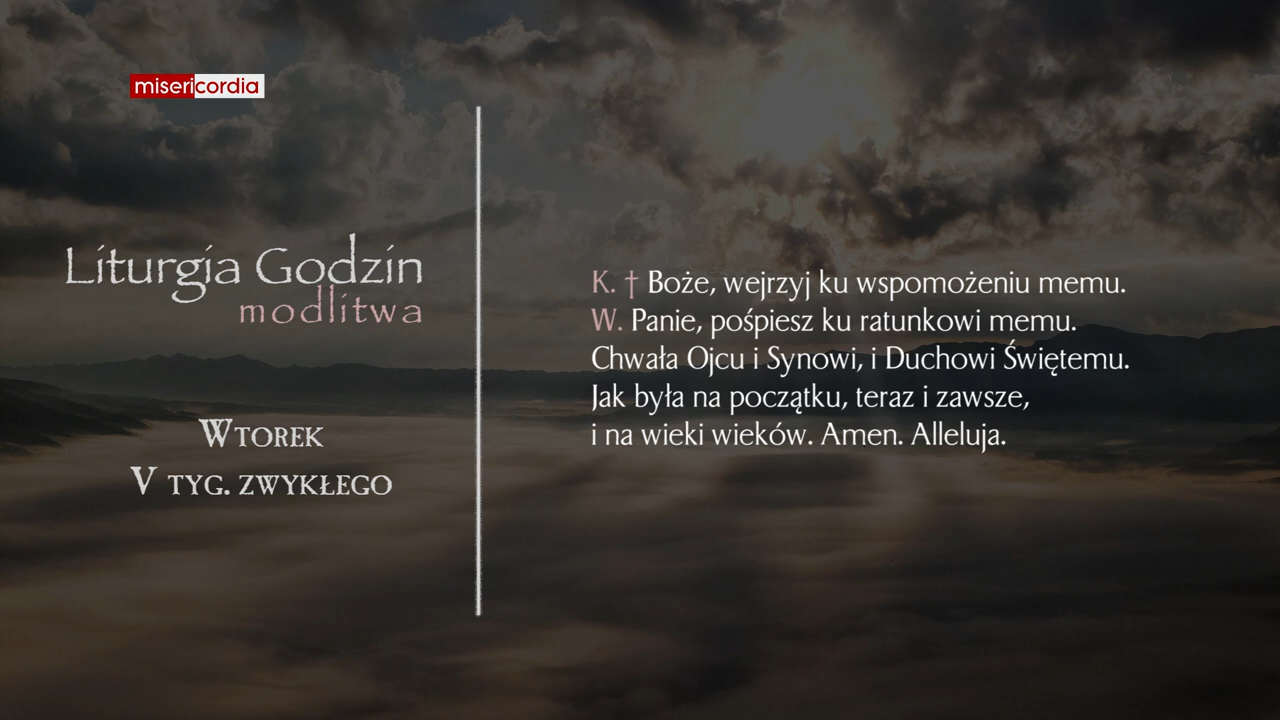 misericordia
Liturgia Godzin
modlitwa
Wtorek
V tyg. zwykłego
K. † Boże, wejrzyj ku wspomożeniu memu.
W. Panie, pośpiesz ku ratunkowi memu.
Chwała Ojcu i Synowi, i Duchowi Świętemu.
Jak była na początku, teraz i zawsze,
i na wieki wieków. Amen. Alleluja.